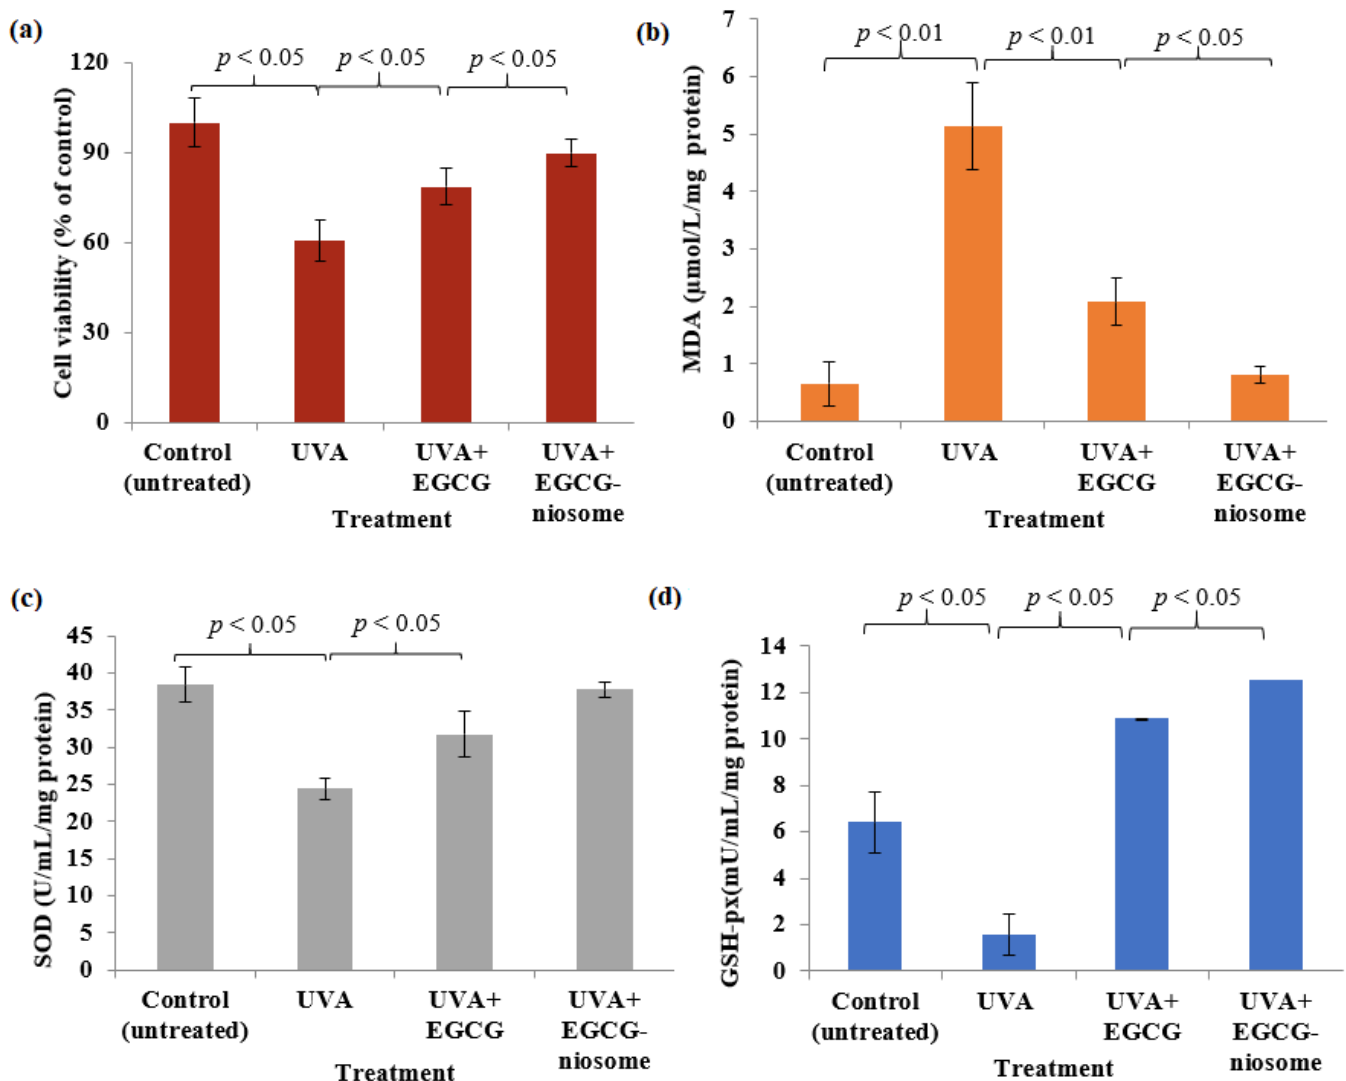 (a)
p < 0.05
p < 0.05
p < 0.05
Cell viability (% of control)
120
90
60
30
0
Control
(untreated)
UVA
UVA+
EGCG
UVA+
EGCG-
niosome
Treatment
(b)
p < 0.01
p < 0.01
p < 0.05
MDA (µmol/L/mg protein)
7
6
5
4
3
2
1
0
Control
(untreated)
UVA
UVA+
EGCG
UVA+
EGCG-
niosome
Treatment
(c)
p < 0.05
p < 0.05
SOD (U/mL/mg protein)
45
40
35
30
25
20
15
10
5
0
Control
(untreated)
UVA
UVA+
EGCG
UVA+
EGCG-
niosome
Treatment
(d)
p < 0.05
p < 0.05
p < 0.05
GSH-px(mU/mL/mg protein)
14
12
10
8
6
4
2
0
Control
(untreated)
UVA
UVA+
EGCG
UVA+
EGCG-
niosome
Treatment